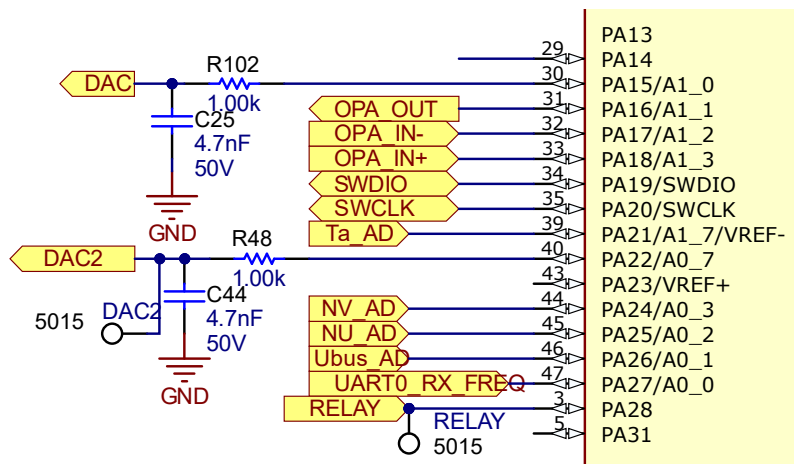 PA13
29 PA14
DAC R102 30 PA15/A1_0
1.00k
C25
4.7nF
50V
GND
OPA_OUT 31 PA16/A1_1
OPA_IN- 32 PA17/A1_2
OPA_IN+ 33 PA18/A1_3
SWDIO 34 PA19/SWDIO
SWCLK 35 PA20/SWCLK
Ta_AD 39 PA21/A1_7/VREF-
DAC2 R48 40 PA22/A0_7
1.00k
C44
4.7nF
50V
DAC2
5015
GND
43 PA23/VREF+
NV_AD 44 PA24/A0_3
NU_AD 45 PA25/A0_2
Ubus_AD 46 PA26/A0_1
UART0_RX_FREQ 47 PA27/A0_0
RELAY 3 PA28
RELAY
5015
5 PA31